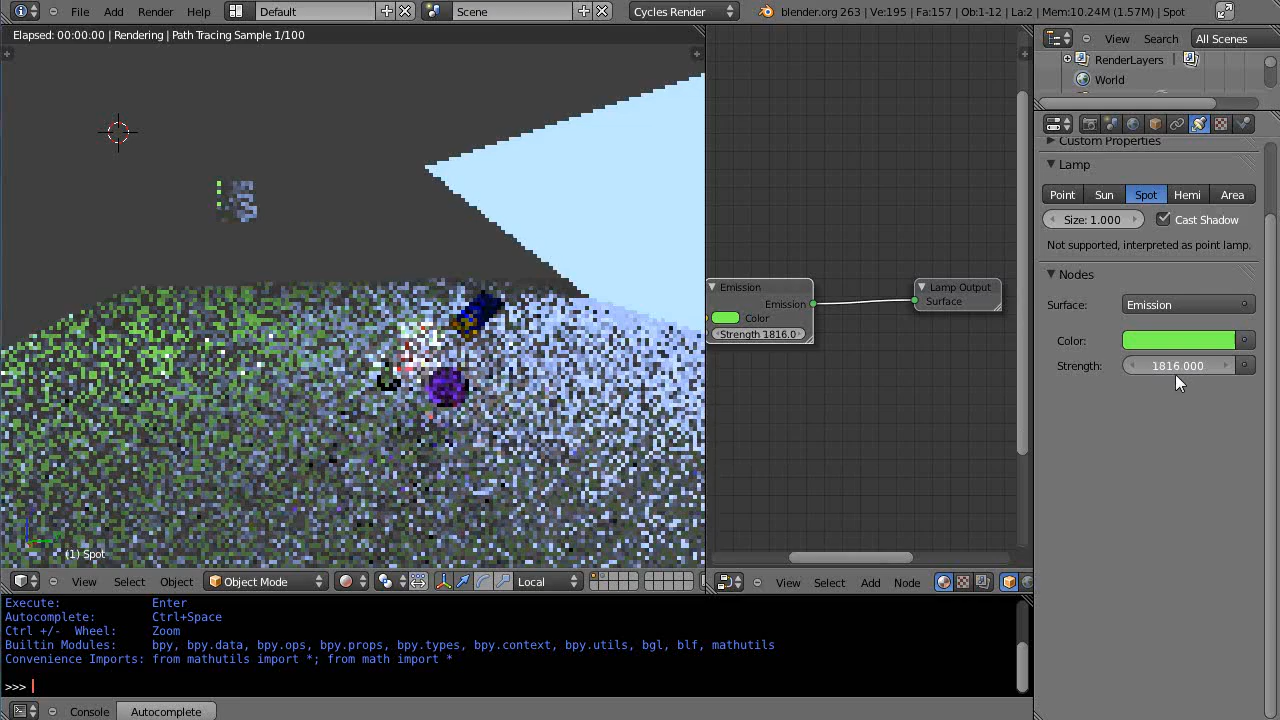 File Add Render Help Default Scene Cycles Render blender.org 263 | Ve:195 | Fa:157 | Ob:1-12 | La:2 | Mem:10.24M (1.57M) | Spot
Elapsed: 00:00.00 | Rendering | Path Tracing Sample 1/100
View Search All Scenes
RenderLayers
World
Custom Properties
Lamp
Point Sun Spot Hemi Area
Size: 1.000 Cast Shadow
Not supported, interpreted as point lamp.
Nodes
Surface: Emission
Color:
Strength: 1816.000
Emission
Emission
Color
Strength 1816.0
Lamp Output
Surface
(1) Spot
View Select Object Object Mode Local
View Select Add Node
Execute: Enter
Autocomplete: Ctrl+Space
Ctrl +/- Wheel: Zoom
Builtin Modules: bpy, bpy.data, bpy.ops, bpy.props, bpy.types, bpy.context, bpy.utils, bgl, blf, mathutils
Convenience Imports: from mathutils import *; from math import *
>>>
Console Autocomplete